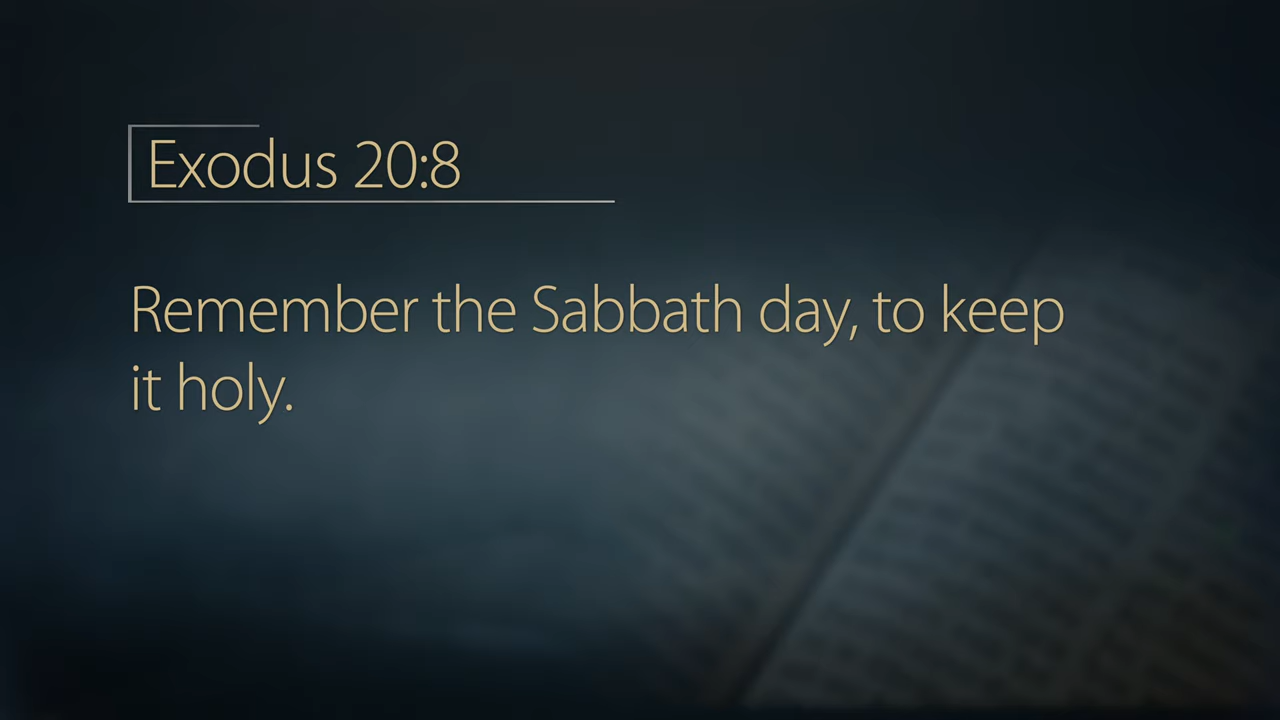 Exodus 20:8
Remember the Sabbath day, to keep
it holy.